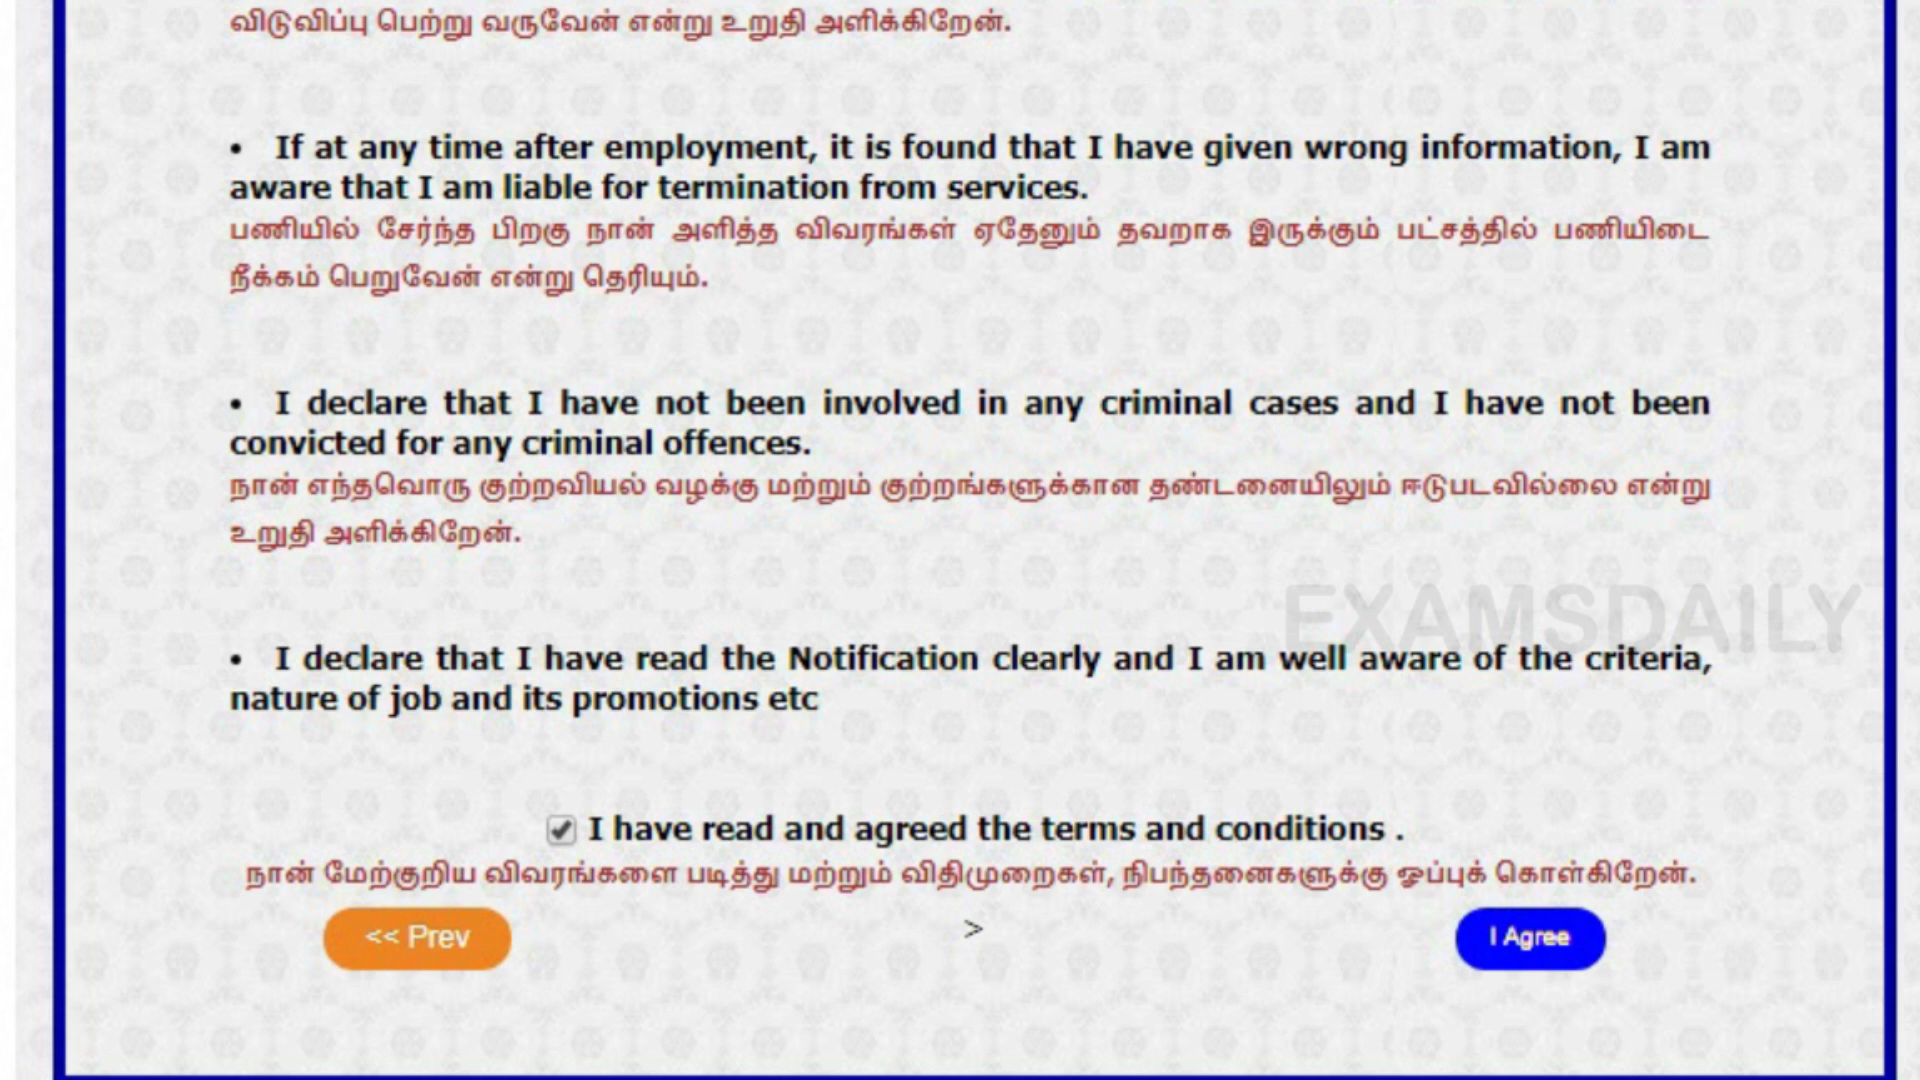 விடுவிப்பு பெற்று வருவேன் என்று உறுதி அளிக்கிறேன்.
• If at any time after employment, it is found that I have given wrong information, I am
aware that I am liable for termination from services.
பணியில் சேர்ந்த பிறகு நான் அளித்த விவரங்கள் ஏதேனும் தவறாக இருக்கும் பட்சத்தில் பணியிடை
நீக்கம் பெறுவேன் என்று தெரியும்.
• I declare that I have not been involved in any criminal cases and I have not been
convicted for any criminal offences.
நான் எந்தவொரு குற்றவியல் வழக்கு மற்றும் குற்றங்களுக்கான தண்டனையிலும் ஈடுபடவில்லை என்று
உறுதி அளிக்கிறேன்.
EXAMSDAILY
• I declare that I have read the Notification clearly and I am well aware of the criteria,
nature of job and its promotions etc
I have read and agreed the terms and conditions .
நான் மேற்குறிய விவரங்களை படித்து மற்றும் விதிமுறைகள், நிபந்தனைகளுக்கு ஓப்புக் கொள்கிறேன்.
<< Prev > I Agree